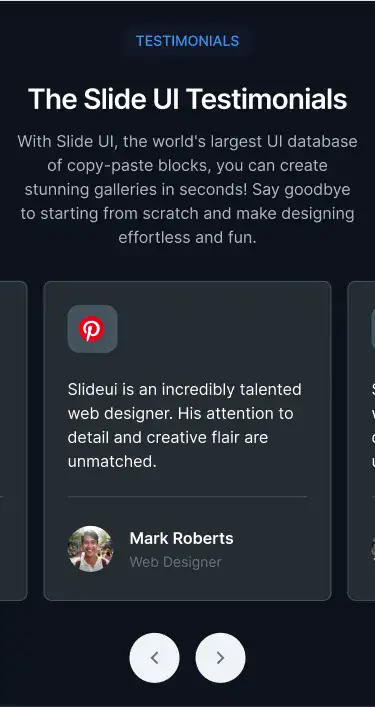 TESTIMONIALS
The Slide UI Testimonials
With Slide UI, the world's largest UI database
of copy-paste blocks, you can create
stunning galleries in seconds! Say goodbye
to starting from scratch and make designing
effortless and fun.
Slideui is an incredibly talented
web designer. His attention to
detail and creative flair are
unmatched.
Mark Roberts
Web Designer